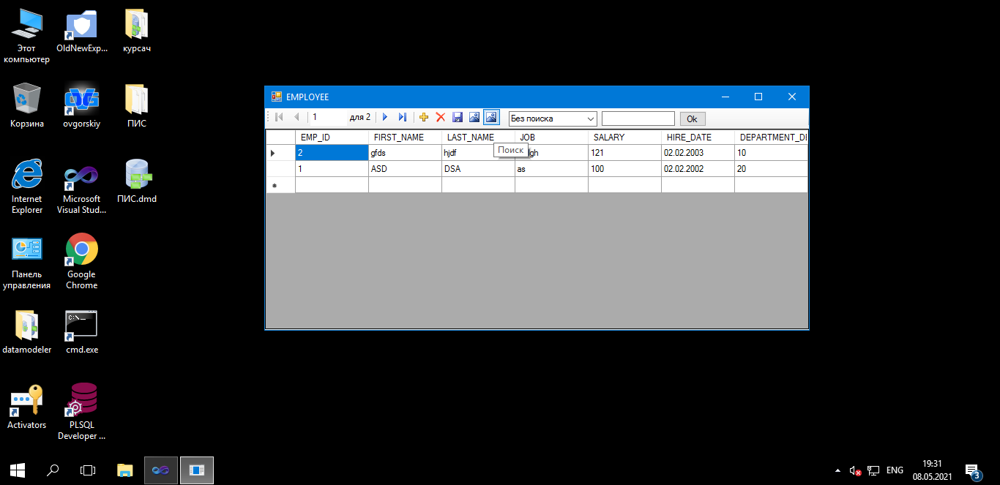 Этот
компьютер
OldNewExp...
курсач
Корзина
ovgorskiy
ПИС
Internet
Explorer
Microsoft
Visual Stud...
ПИС.dmd
Панель
управления
Google
Chrome
datamodeler
C:\._
cmd.exe
Activators
PLSQL
Developer ...
EMPLOYEE
1 для 2 Без поиска Ok
EMP_ID FIRST_NAME LAST_NAME JOB SALARY HIRE_DATE DEPARTMENT_DI
2 gfds hjdf gh 121 02.02.2003 10
Поиск
1 ASD DSA as 100 02.02.2002 20
ENG
19:31
08.05.2021
3